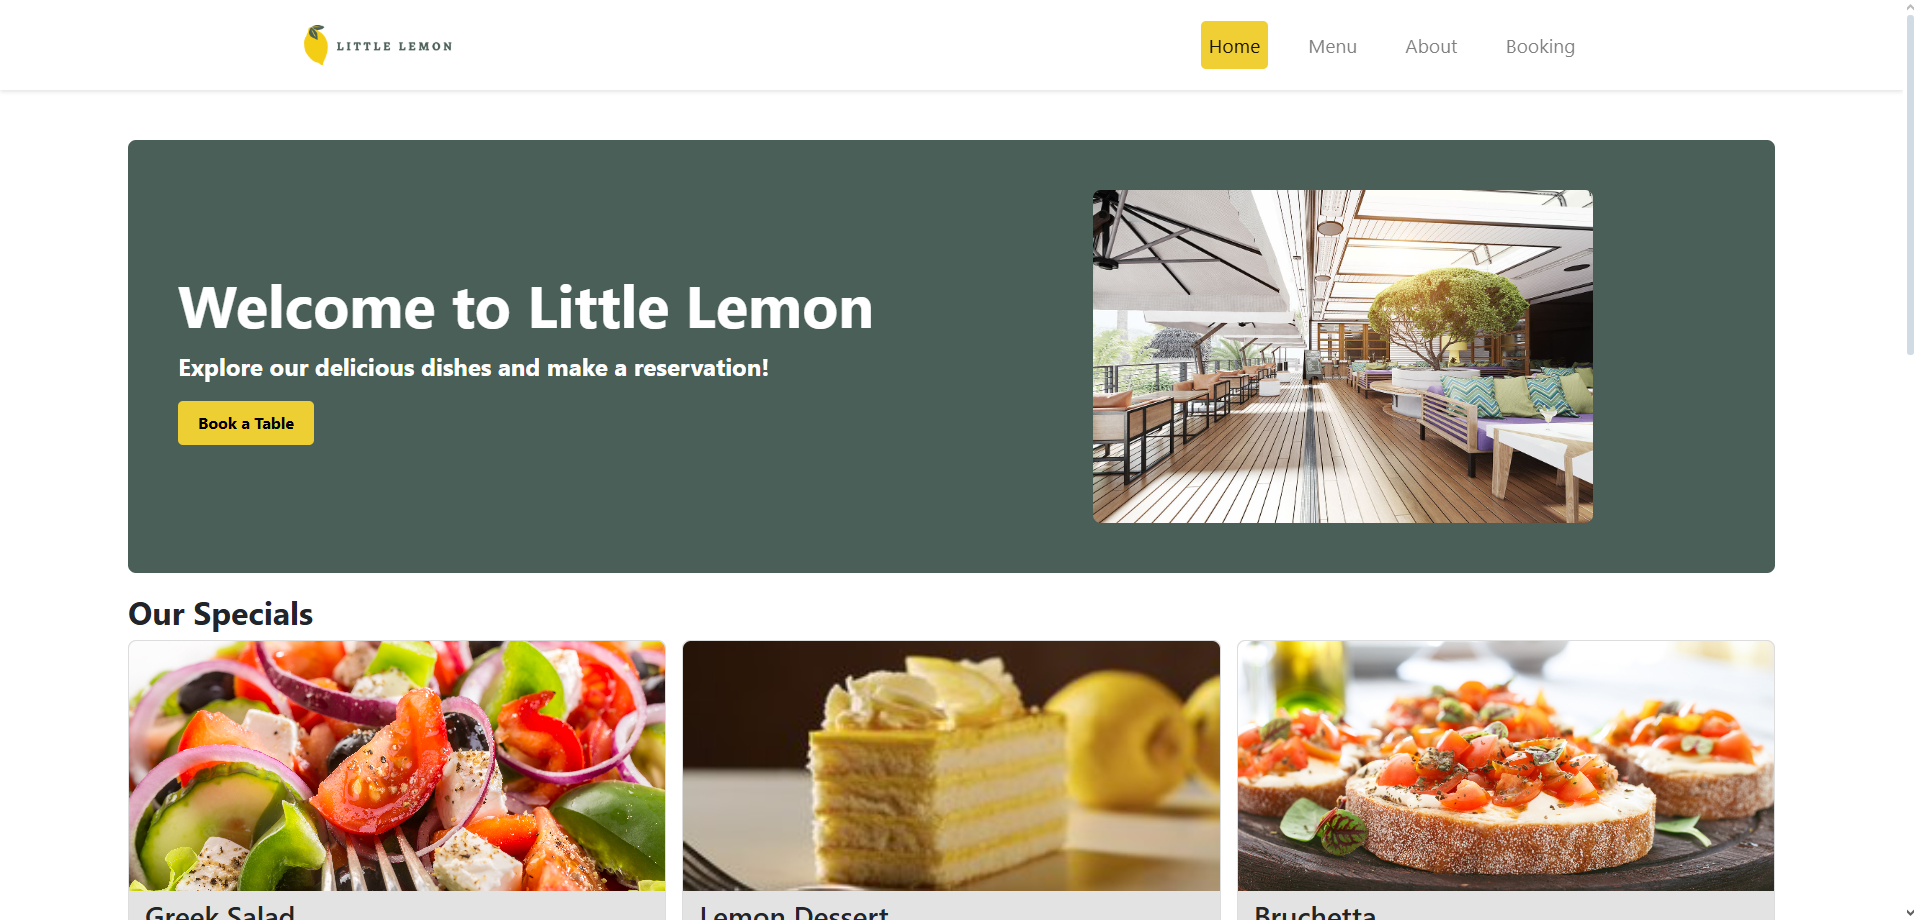 LITTLE LEMON
Home
Menu
About
Booking
Welcome to Little Lemon
Explore our delicious dishes and make a reservation!
Book a Table
Our Specials
Greek Salad
Lemon Dessert
Bruchetta